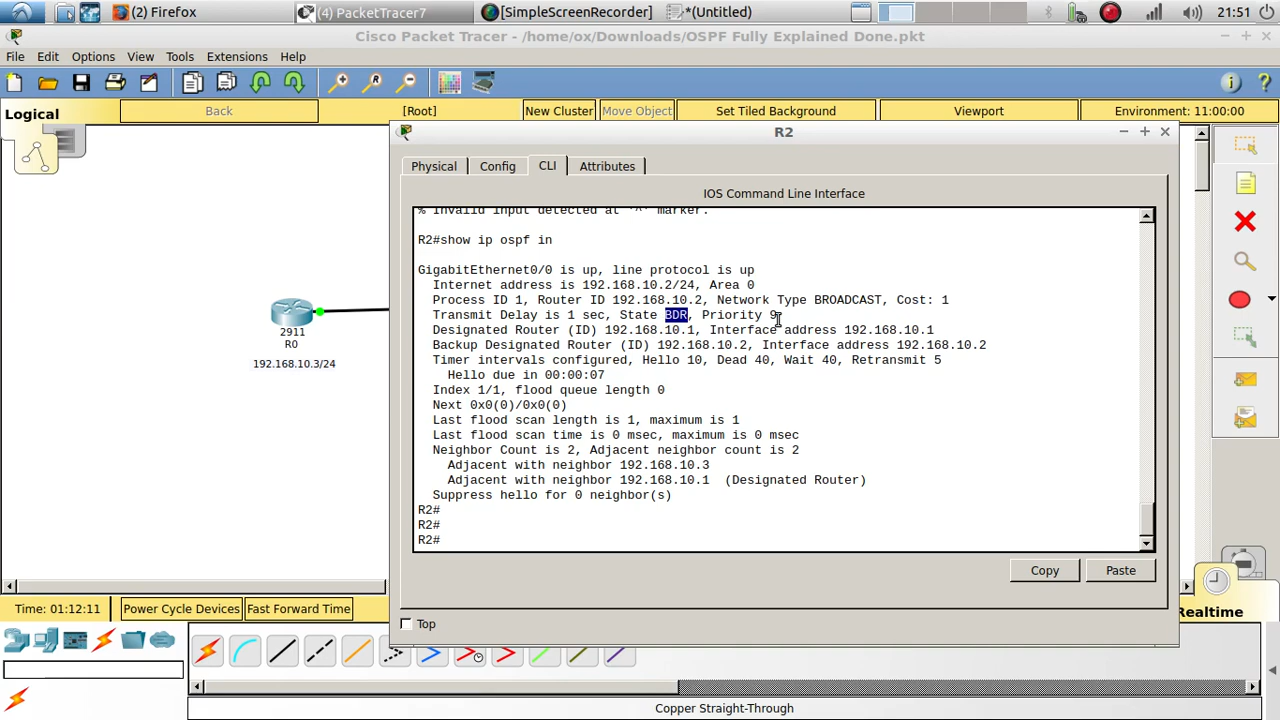 (2) FireFox
(4) PacketTracer7
[SimpleScreenRecorder]
*(Untitled)
21:51
Cisco Packet Tracer - /home/ox/Downloads/OSPF Fully Explained Done.pkt
File Edit Options View Tools Extensions Help
Logical
Back
[Root]
New Cluster
Move Object
Set Tiled Background
Viewport
Environment: 11:00:00
R2
Physical
Config
CLI
Attributes
IOS Command Line Interface
% Invalid input detected at '^' marker.
R2#show ip ospf in
GigabitEthernet0/0 is up, line protocol is up
Internet address is 192.168.10.2/24, Area 0
Process ID 1, Router ID 192.168.10.2, Network Type BROADCAST, Cost: 1
Transmit Delay is 1 sec, State BDR, Priority 9
Designated Router (ID) 192.168.10.1, Interface address 192.168.10.1
Backup Designated Router (ID) 192.168.10.2, Interface address 192.168.10.2
Timer intervals configured, Hello 10, Dead 40, Wait 40, Retransmit 5
Hello due in 00:00:07
Index 1/1, flood queue length 0
Next 0x0(0)/0x0(0)
Last flood scan length is 1, maximum is 1
Last flood scan time is 0 msec, maximum is 0 msec
Neighbor Count is 2, Adjacent neighbor count is 2
Adjacent with neighbor 192.168.10.3
Adjacent with neighbor 192.168.10.1 (Designated Router)
Suppress hello for 0 neighbor(s)
R2#
R2#
R2#
Copy
Paste
Top
2911
R0
192.168.10.3/24
Time: 01:12:11
Power Cycle Devices
Fast Forward Time
Realtime
Copper Straight-Through